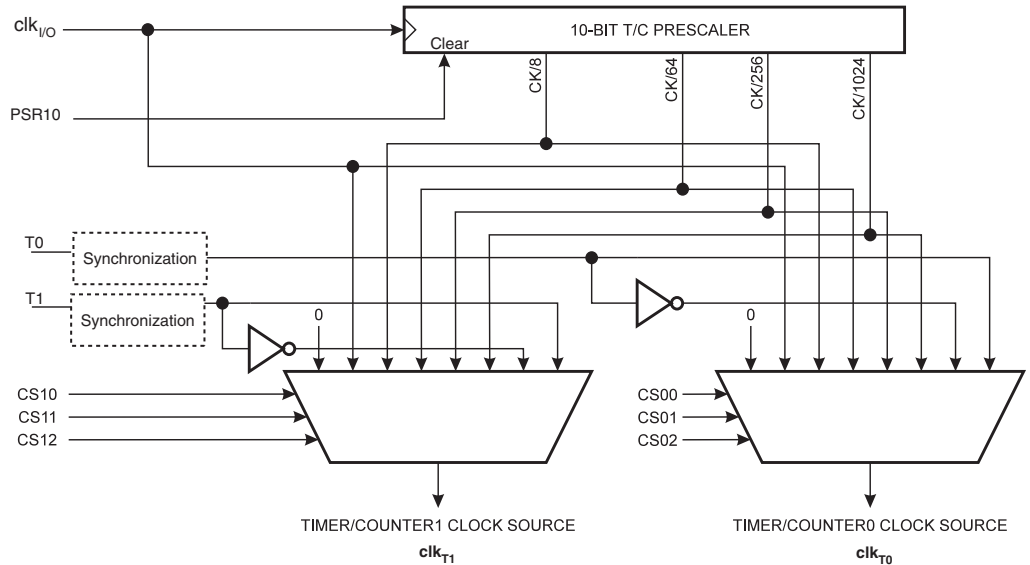 clkI/O
10-BIT T/C PRESCALER
Clear
CK/8
CK/64
CK/256
CK/1024
PSR10
T0
Synchronization
T1
Synchronization
0
0
CS10
CS11
CS12
CS00
CS01
CS02
TIMER/COUNTER1 CLOCK SOURCE
clkT1
TIMER/COUNTER0 CLOCK SOURCE
clkT0